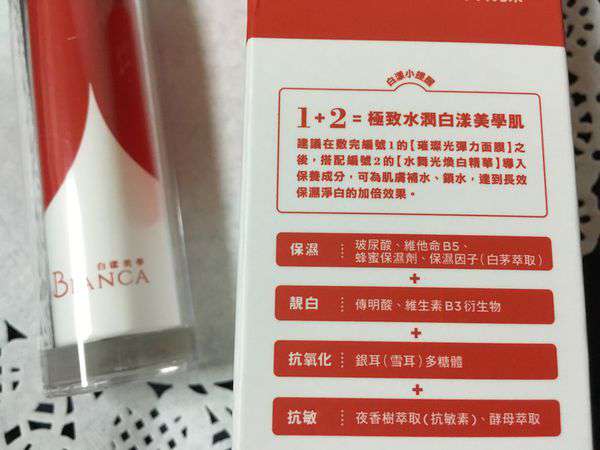 白漾小提醒
1+2=極致水潤白漾美學肌
建議在敷完編號1的【璀璨光彈力面膜】之
後，搭配編號2的【水舞光煥白精華】導入
保養成分，可為肌膚補水、鎖水，達到長效
保濕淨白的加倍效果。
保濕：玻尿酸、維他命B5、
蜂蜜保濕劑、保濕因子(白茅萃取)
+
靚白：傳明酸、維生素B3衍生物
+
抗氧化：銀耳(雪耳)多糖體
+
抗敏：夜香樹萃取(抗敏素)、酵母萃取
白漾美學
BIANCA